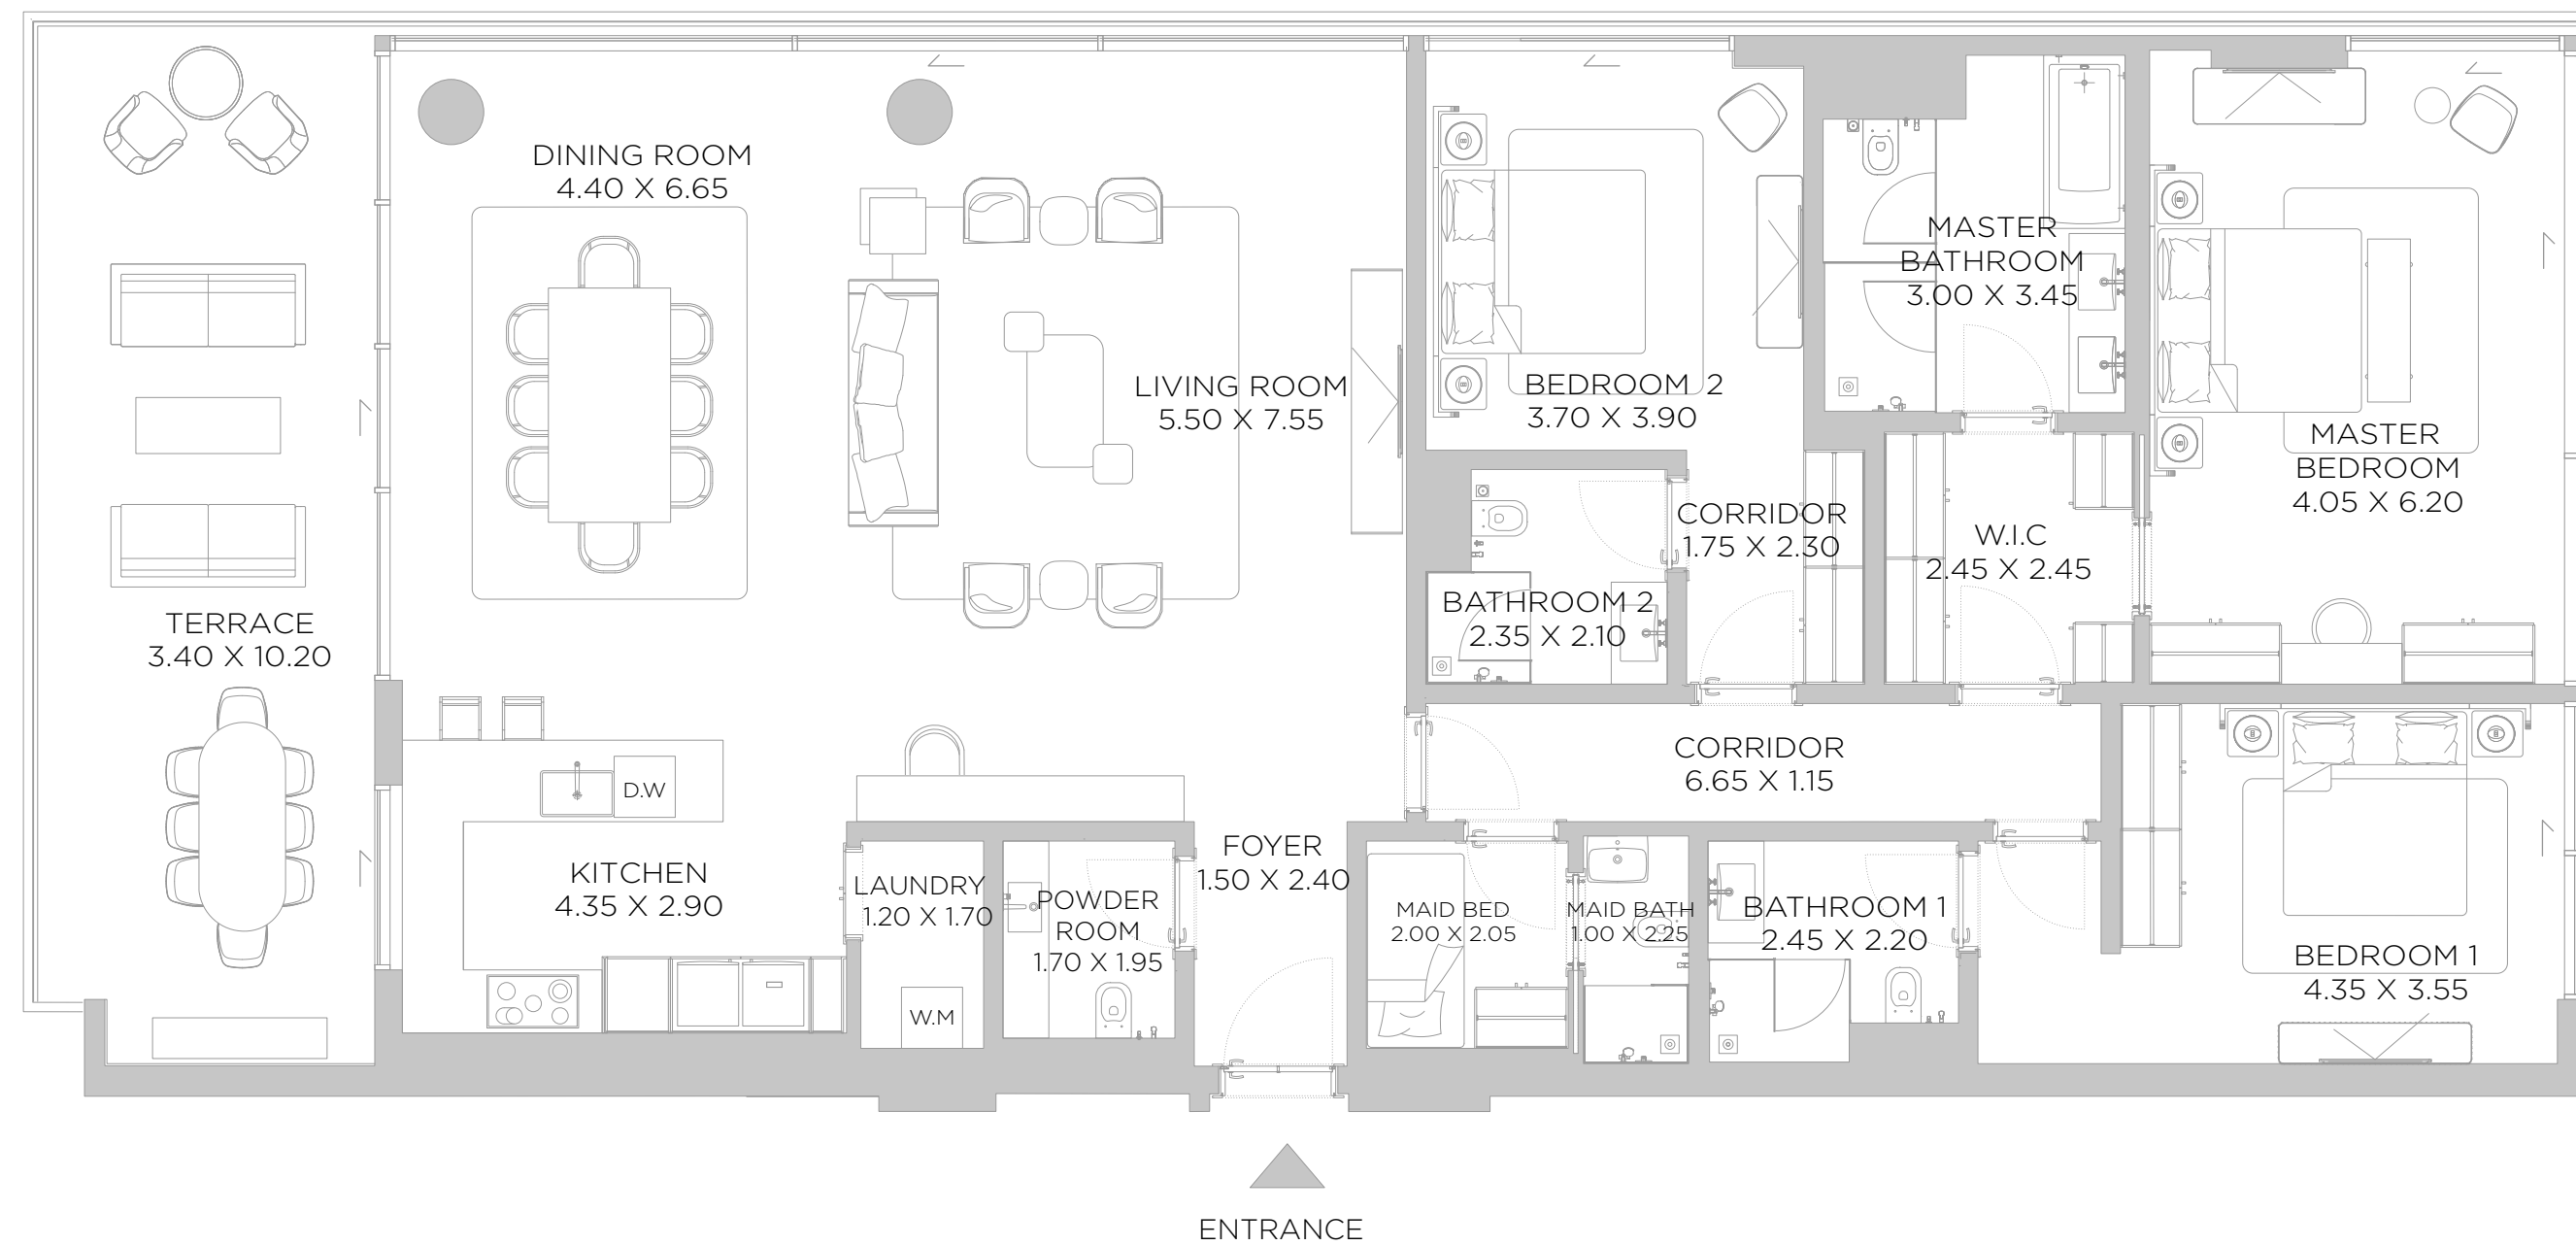 DINING ROOM
4.40 X 6.65
MASTER
BATHROOM
3.00 X 3.45
LIVING ROOM
5.50 X 7.55
BEDROOM 2
3.70 X 3.90
MASTER
BEDROOM
4.05 X 6.20
CORRIDOR
1.75 X 2.30
W.I.C
2.45 X 2.45
BATHROOM 2
2.35 X 2.10
TERRACE
3.40 X 10.20
CORRIDOR
6.65 X 1.15
D.W
KITCHEN
4.35 X 2.90
LAUNDRY
1.20 X 1.70
POWDER
ROOM
1.70 X 1.95
FOYER
1.50 X 2.40
MAID BED
2.00 X 2.05
MAID BATH
1.00 X 2.25
BATHROOM 1
2.45 X 2.20
BEDROOM 1
4.35 X 3.55
W.M
ENTRANCE